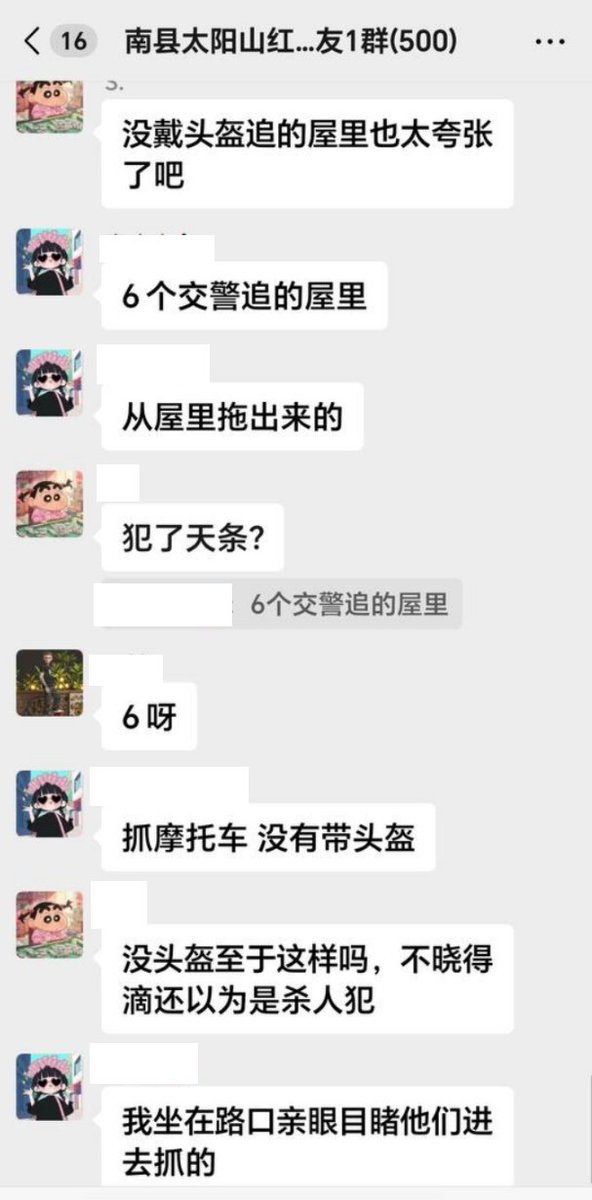 16
南县太阳山红...友1群(500)
没戴头盔追的屋里也太夸张
了吧
6个交警追的屋里
从屋里拖出来的
犯了天条?
6个交警追的屋里
6呀
抓摩托车 没有带头盔
没头盔至于这样吗，不晓得
滴还以为是杀人犯
我坐在路口亲眼目睹他们进
去抓的